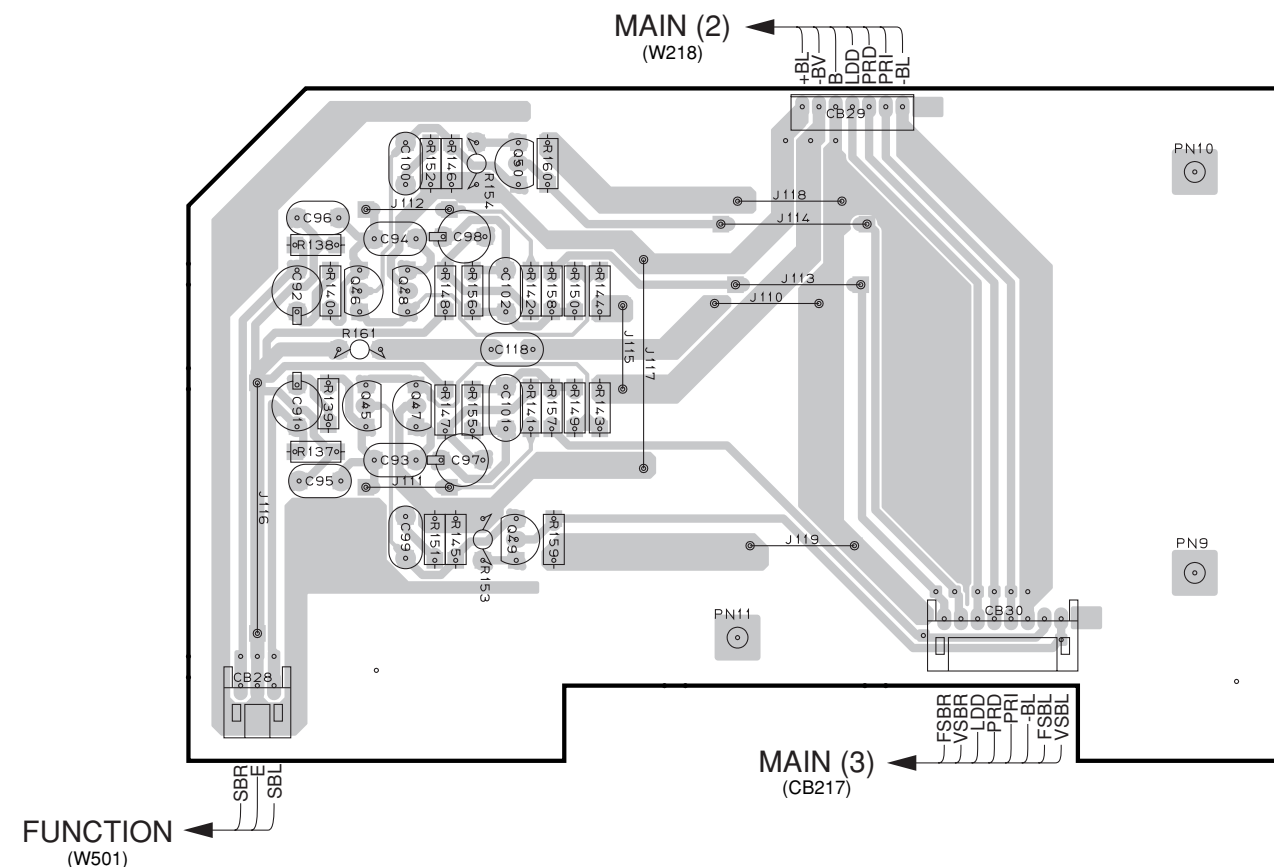 MAIN (2)
(W218)
+BL
-BV
B
LDD
PRD
PRI
-BL
CB29
PN10
C100
R152
R146
R154
Q50
R160
J118
J112
J114
C96
C94
C98
R138
C92
R140
Q46
Q48
R148
R156
C102
R142
R158
R150
R144
J113
J110
R161
C118
J115
J117
C91
R139
Q45
Q47
R147
R155
C101
R141
R157
R149
R143
R137
C93
C97
C95
J111
J116
C99
R151
R145
R153
Q49
R159
J119
PN9
PN11
CB30
CB28
FSBR
VSBR
LDD
PRD
PRI
-BL
FSBL
VSBL
MAIN (3)
(CB217)
SBR
E
SBL
FUNCTION
(W501)